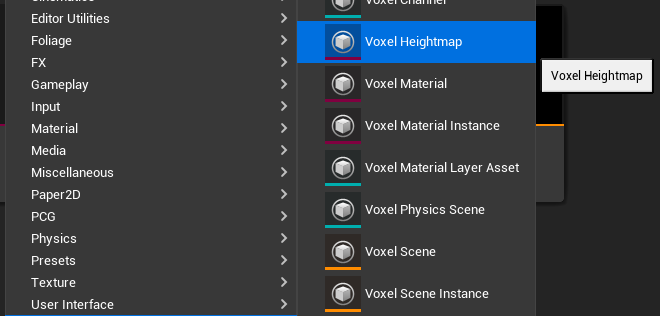 Cinematics
Editor Utilities
Foliage
FX
Gameplay
Input
Material
Media
Miscellaneous
Paper2D
PCG
Physics
Presets
Texture
User Interface
Voxel Channel
Voxel Heightmap
Voxel Material
Voxel Material Instance
Voxel Material Layer Asset
Voxel Physics Scene
Voxel Scene
Voxel Scene Instance
Voxel Heightmap